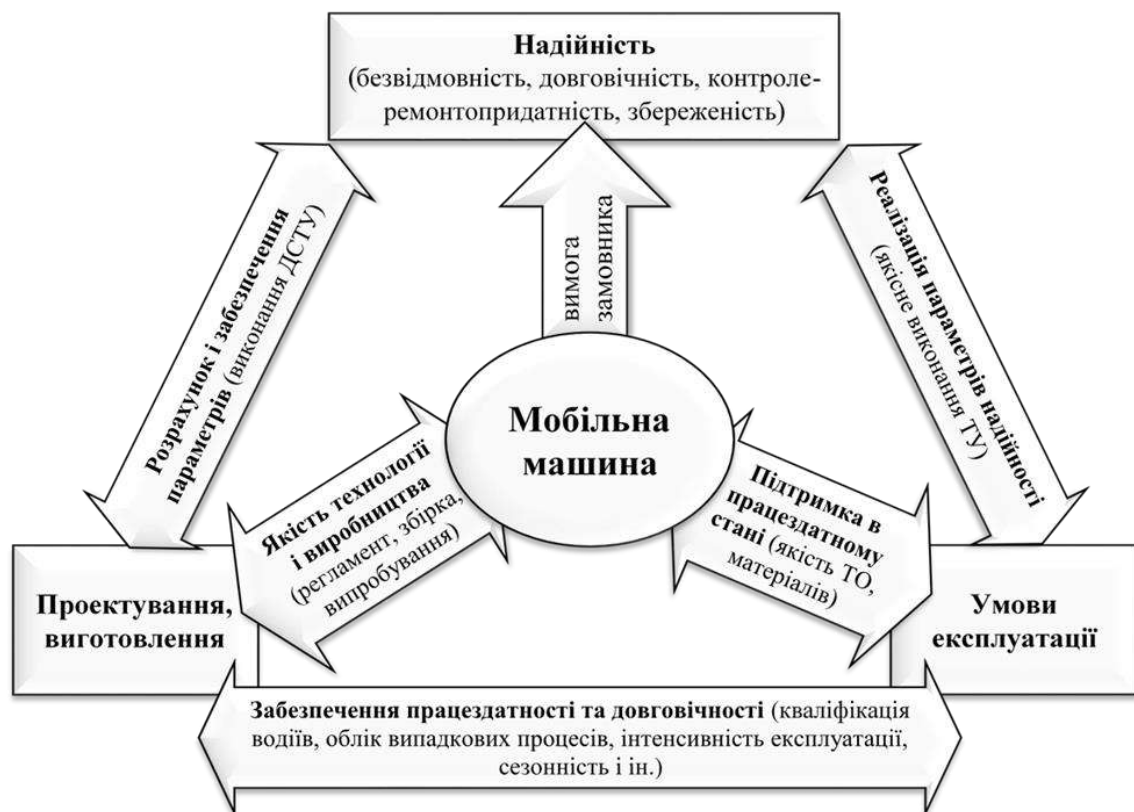 Надійність
(безвідмовність, довговічність, контроле-
ремонтопридатність, збереженість)
Розрахунок і забезпечення
параметрів (виконання ДСТУ)
вимога
замовника
Реалізація параметрів надійності
(якісне виконання ТУ)
Мобільна
машина
Якість технології
і виробництва
(регламент, збірка,
випробування)
Підтримка в
працездатному
стані (якість ТО,
матеріалів)
Проектування,
виготовлення
Умови
експлуатації
Забезпечення працездатності та довговічності (кваліфікація
водіїв, облік випадкових процесів, інтенсивність експлуатації,
сезонність і ін.)